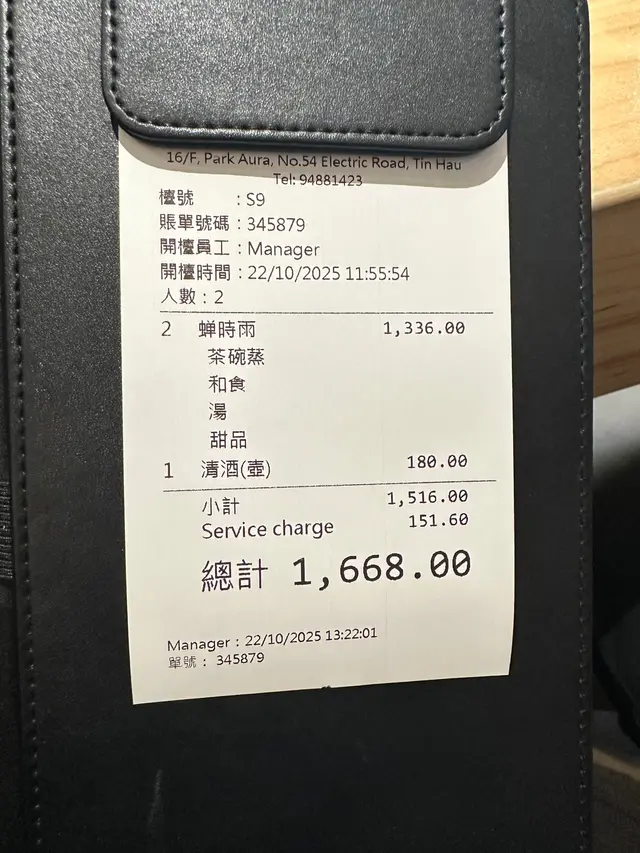 16/F, Park Aura, No.54 Electric Road, Tin Hau
Tel: 94881423
檯號 : S9
賬單號碼 : 345879
開檯員工 : Manager
開檯時間 : 22/10/2025 11:55:54
人數 : 2
2 蟬時雨 1,336.00
茶碗蒸
和食
湯
甜品
1 清酒(壺) 180.00
小計 1,516.00
Service charge 151.60
總計 1,668.00
Manager : 22/10/2025 13:22:01
單號 : 345879